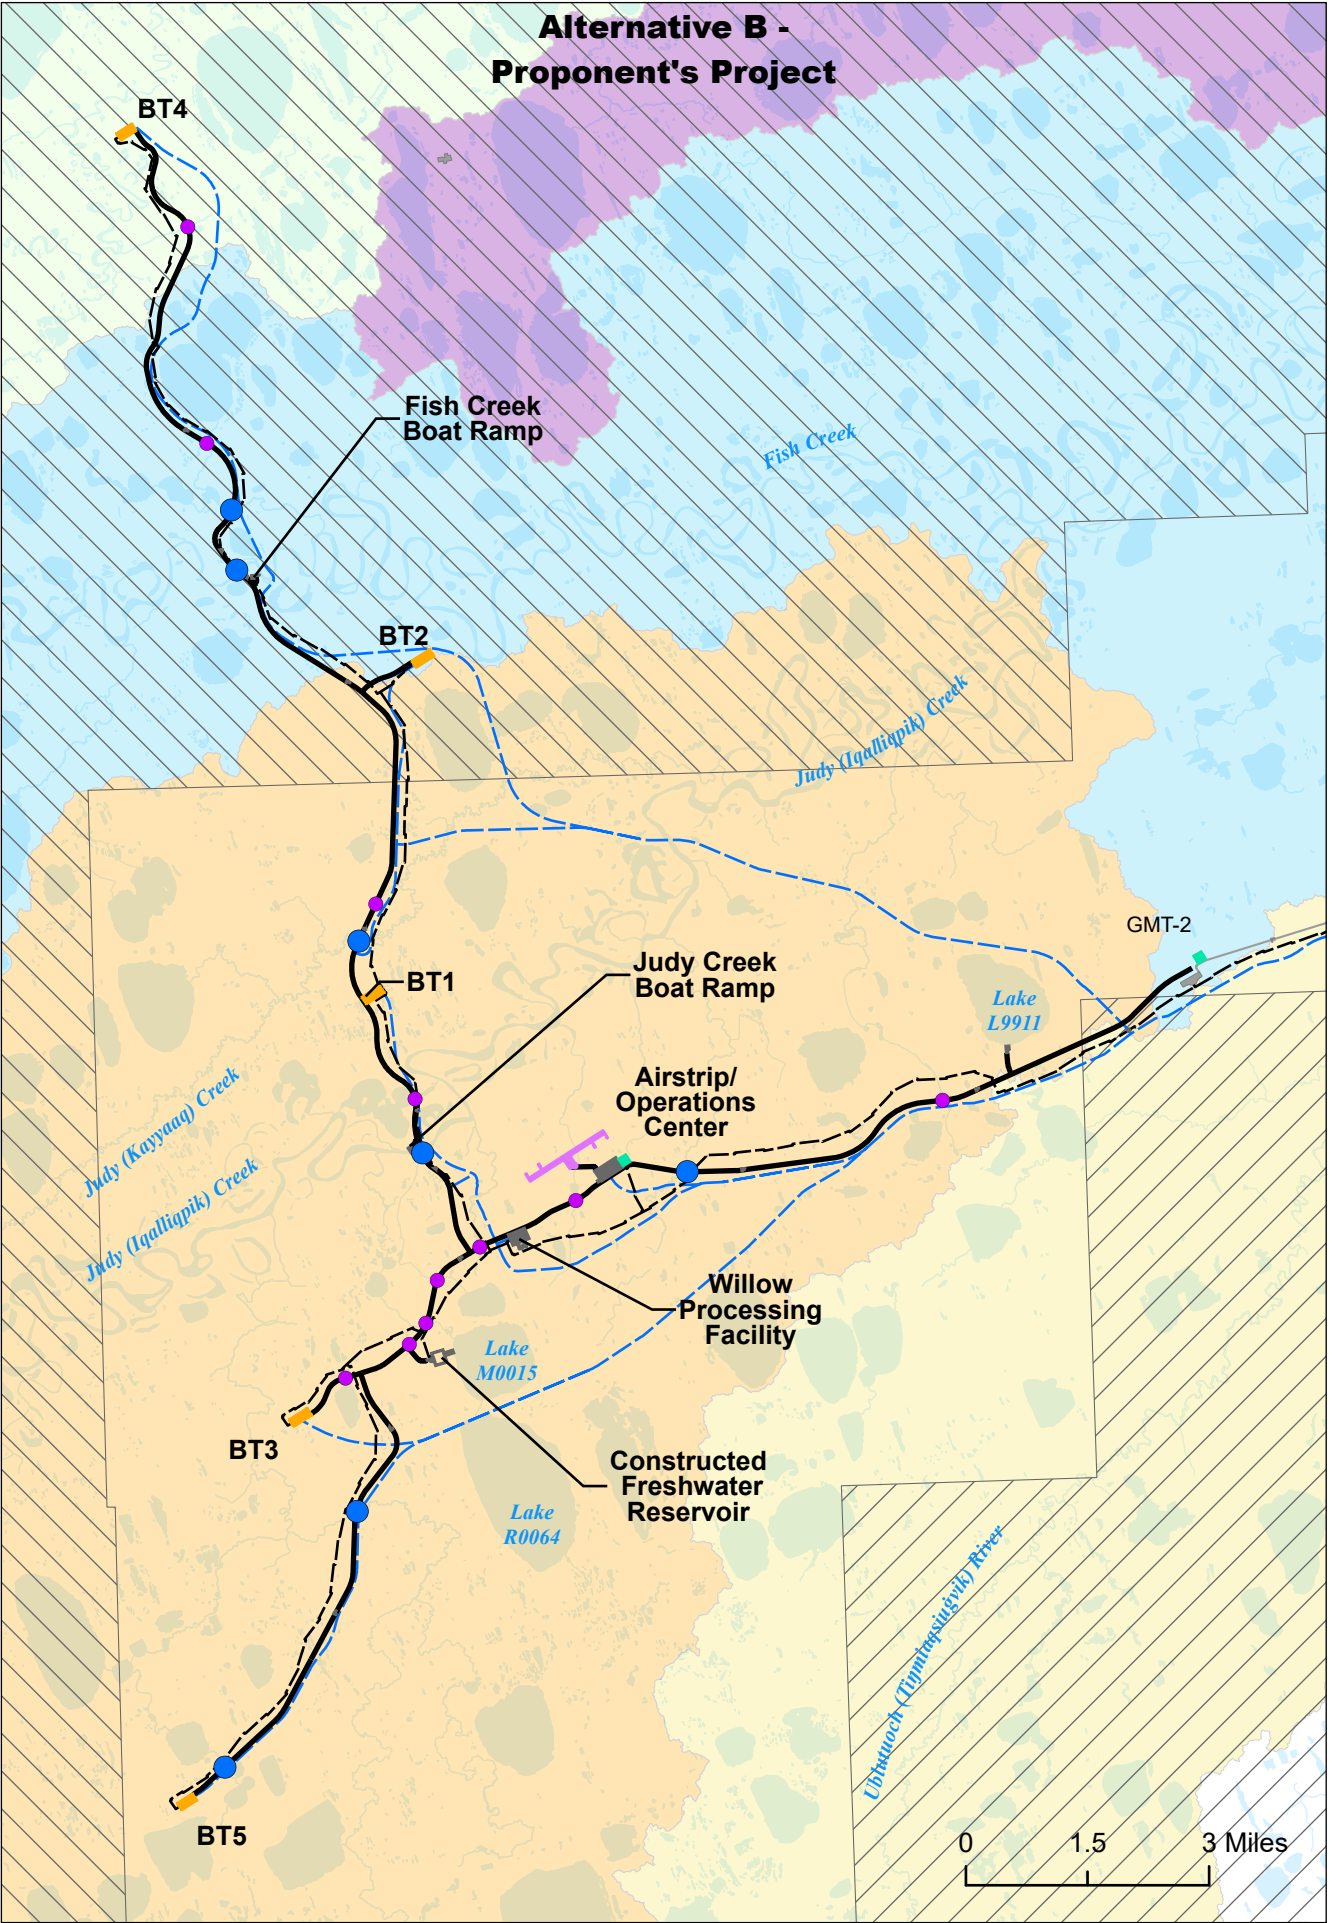 Alternative B -
Proponent's Project
BT4
Fish Creek
Boat Ramp
Fish Creek
BT2
Judy (Iqalliqpik) Creek
GMT-2
Judy Creek
Boat Ramp
BT1
Lake
L9911
Airstrip/
Operations
Center
Judy (Kayyaaq) Creek
Judy (Iqalliqpik) Creek
Willow
Processing
Facility
Lake
M0015
BT3
Constructed
Freshwater
Reservoir
Lake
R0064
Ublutuoch (Tiŋmiaqsiuġvik) River
BT5
0 1.5 3 Miles